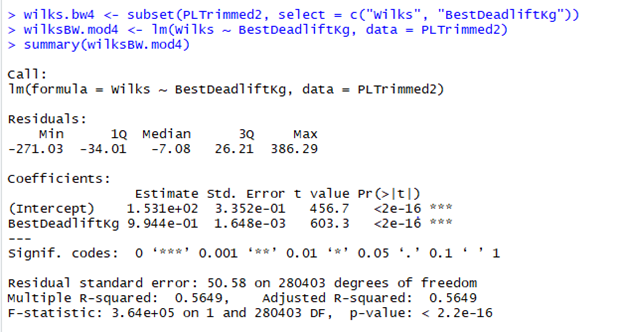 > wilks.bw4 <- subset(PLTrimmed2, select = c("Wilks", "BestDeadliftKg"))
> wilksBW.mod4 <- lm(Wilks ~ BestDeadliftKg, data = PLTrimmed2)
> summary(wilksBW.mod4)
Call:
lm(formula = Wilks ~ BestDeadliftKg, data = PLTrimmed2)
Residuals:
    Min      1Q  Median      3Q     Max
-271.03  -34.01   -7.08   26.21  386.29
Coefficients:
                Estimate Std. Error t value Pr(>|t|)
(Intercept)    1.531e+02  3.352e-01   456.7   <2e-16 ***
BestDeadliftKg 9.944e-01  1.648e-03   603.3   <2e-16 ***
---
Signif. codes:  0 ‘***’ 0.001 ‘**’ 0.01 ‘*’ 0.05 ‘.’ 0.1 ‘ ’ 1
Residual standard error: 50.58 on 280403 degrees of freedom
Multiple R-squared:  0.5649,    Adjusted R-squared:  0.5649
F-statistic: 3.64e+05 on 1 and 280403 DF,  p-value: < 2.2e-16